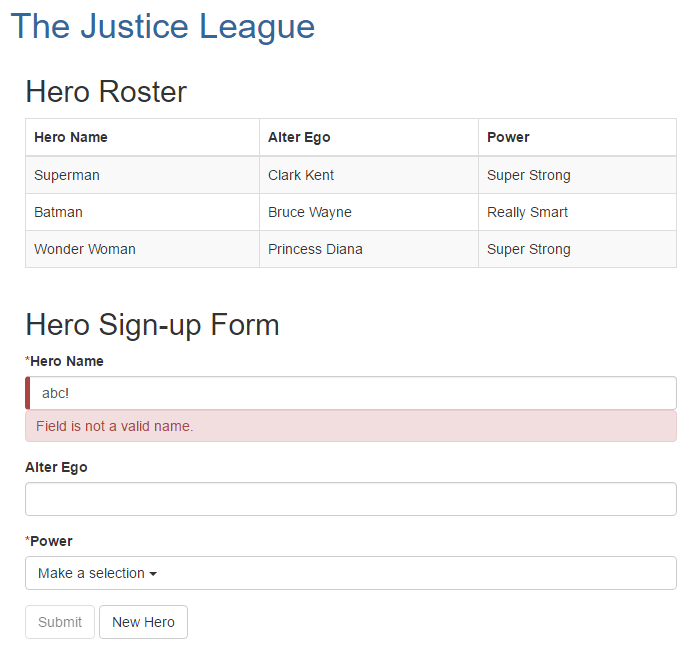 The Justice League
Hero Roster
Hero Name Alter Ego Power
Superman Clark Kent Super Strong
Batman Bruce Wayne Really Smart
Wonder Woman Princess Diana Super Strong
Hero Sign-up Form
*Hero Name
abc!
Field is not a valid name.
Alter Ego
*Power
Make a selection
Submit New Hero